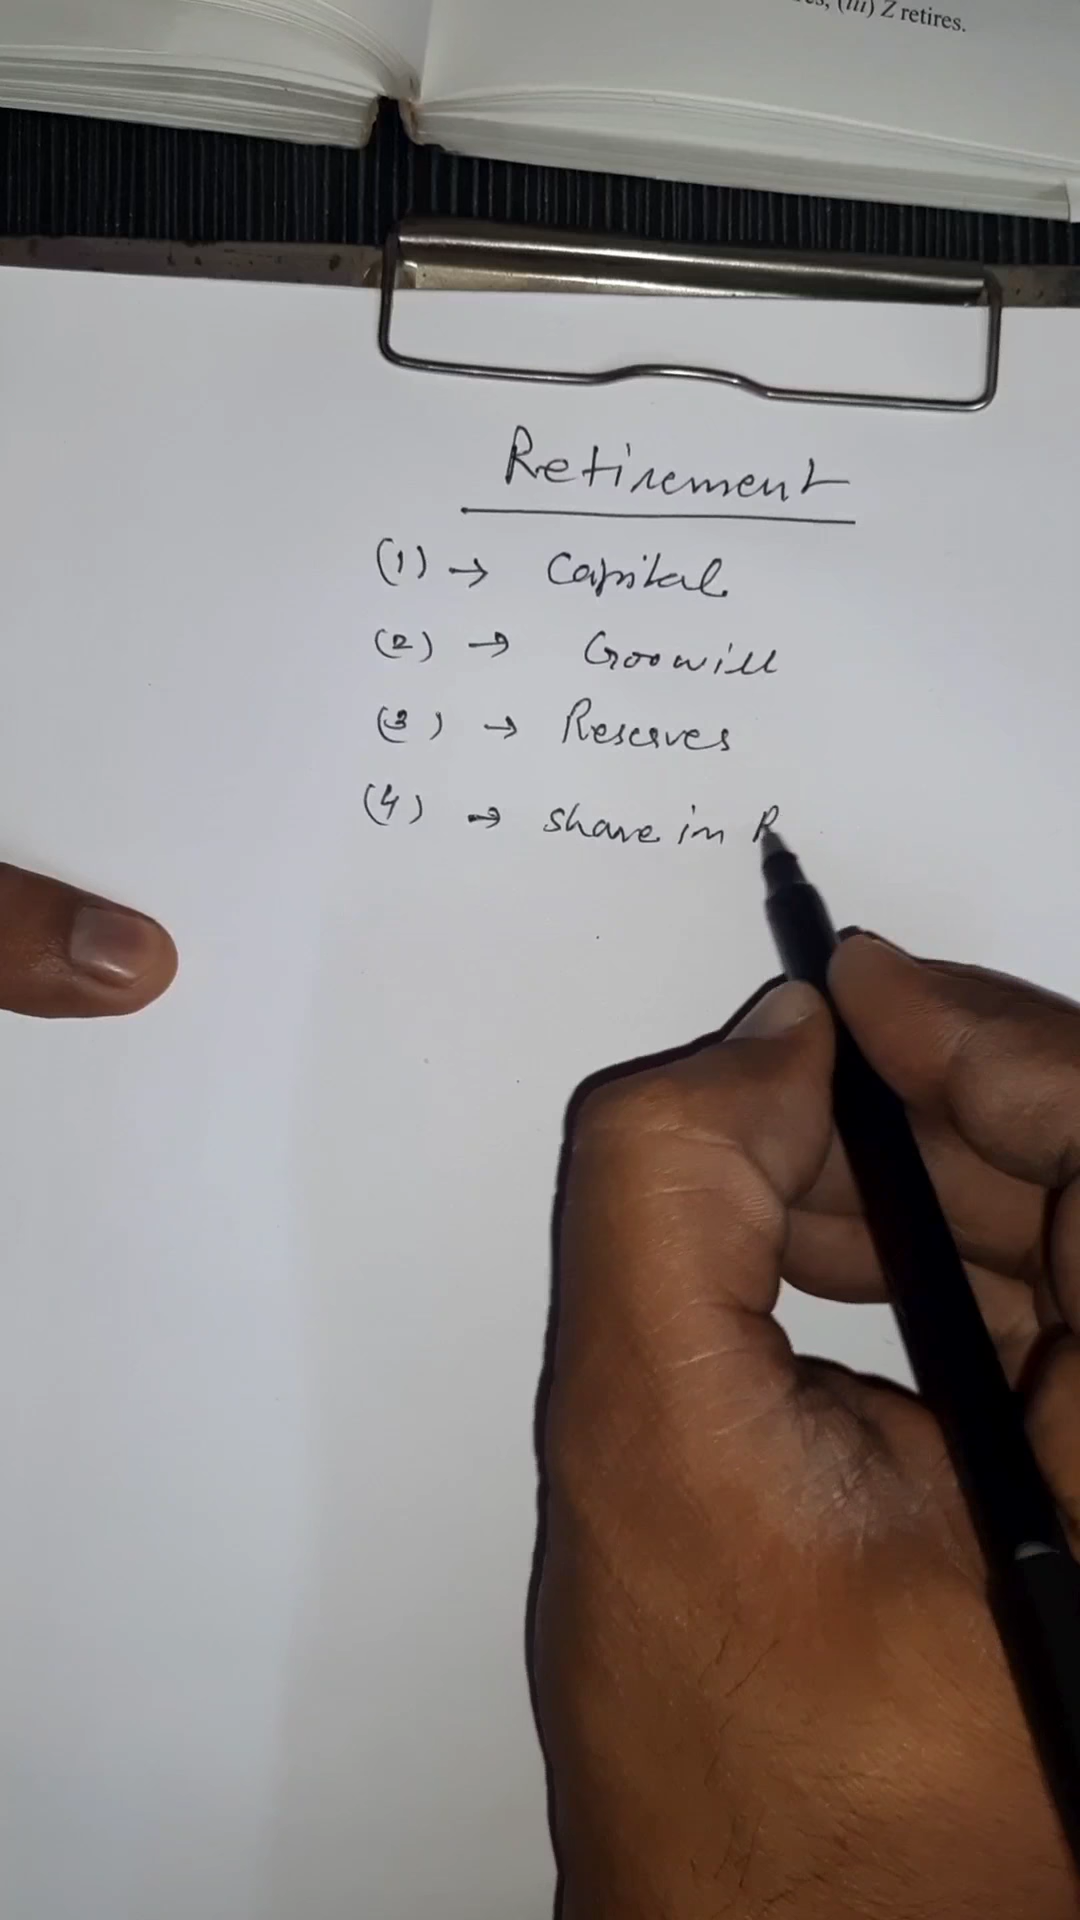 (iii) Z retires.
Retirement
(1) → Capital
(2) → Goowill
(3) → Reserves
(4) → Share in R